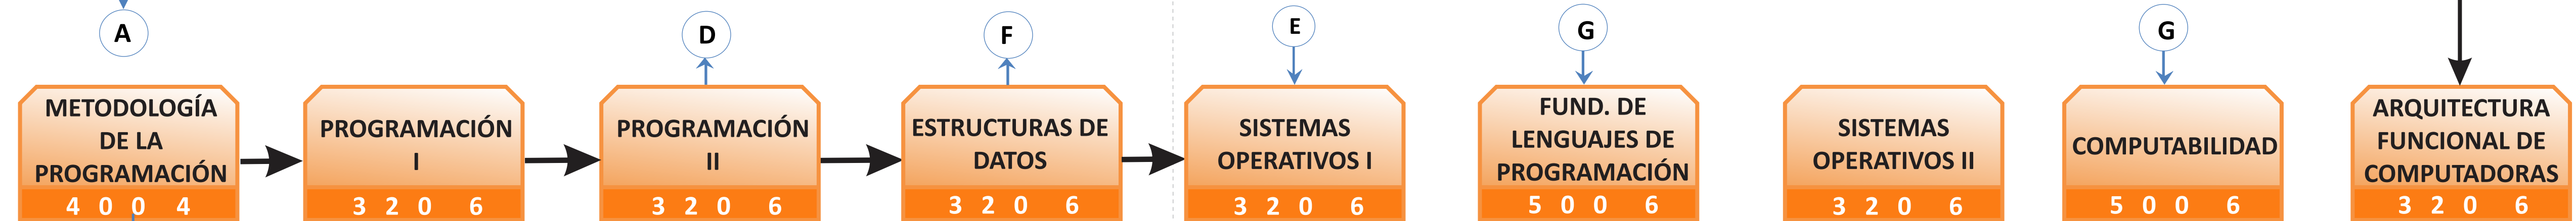 A
D
F
E
G
G
METODOLOGÍA
DE LA
PROGRAMACIÓN
4 0 0 4
PROGRAMACIÓN
I
3 2 0 6
PROGRAMACIÓN
II
3 2 0 6
ESTRUCTURAS DE
DATOS
3 2 0 6
SISTEMAS
OPERATIVOS I
3 2 0 6
FUND. DE
LENGUAJES DE
PROGRAMACIÓN
5 0 0 6
SISTEMAS
OPERATIVOS II
3 2 0 6
COMPUTABILIDAD
5 0 0 6
ARQUITECTURA
FUNCIONAL DE
COMPUTADORAS
3 2 0 6